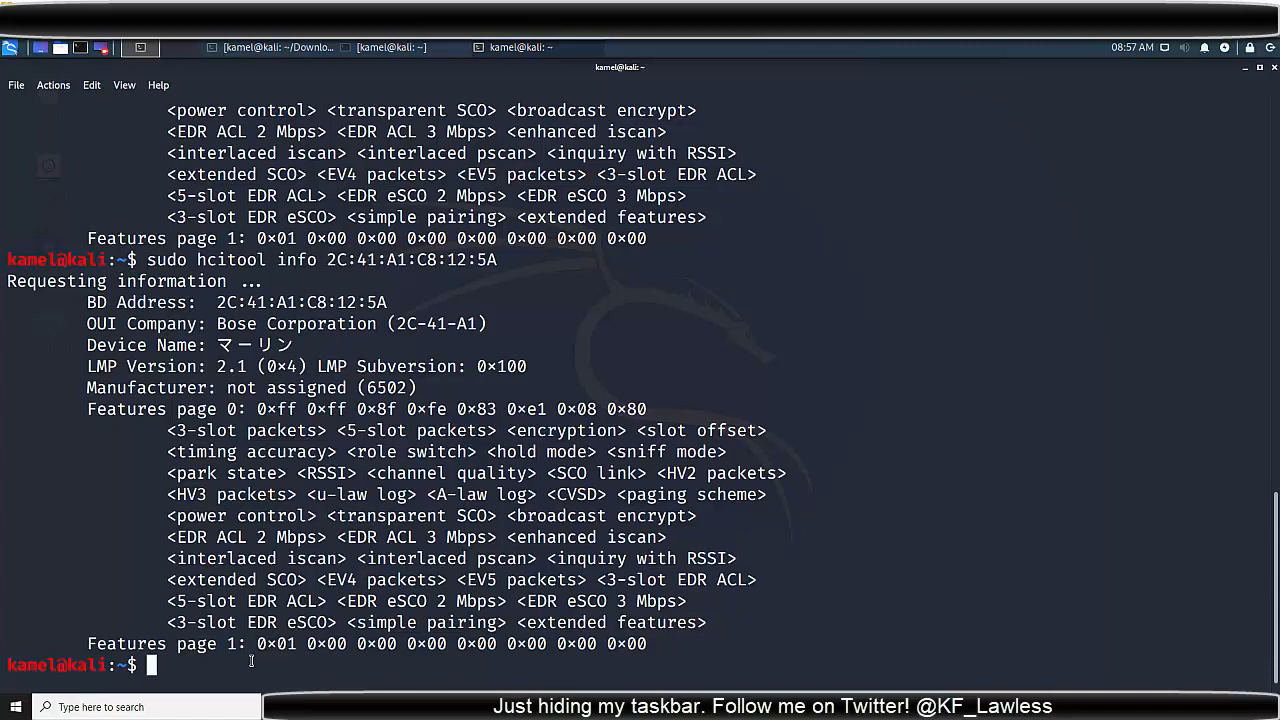 [kamel@kali: ~/Downlo...
[kamel@kali: ~]
kamel@kali: ~
08:57 AM
kamel@kali: ~
File Actions Edit View Help
<power control> <transparent SCO> <broadcast encrypt>
<EDR ACL 2 Mbps> <EDR ACL 3 Mbps> <enhanced iscan>
<interlaced iscan> <interlaced pscan> <inquiry with RSSI>
<extended SCO> <EV4 packets> <EV5 packets> <3-slot EDR ACL>
<5-slot EDR ACL> <EDR eSCO 2 Mbps> <EDR eSCO 3 Mbps>
<3-slot EDR eSCO> <simple pairing> <extended features>
Features page 1: 0x01 0x00 0x00 0x00 0x00 0x00 0x00 0x00
kamel@kali:~$ sudo hcitool info 2C:41:A1:C8:12:5A
Requesting information ...
BD Address: 2C:41:A1:C8:12:5A
OUI Company: Bose Corporation (2C-41-A1)
Device Name: マーリン
LMP Version: 2.1 (0x4) LMP Subversion: 0x100
Manufacturer: not assigned (6502)
Features page 0: 0xff 0xff 0x8f 0xfe 0x83 0xe1 0x08 0x80
<3-slot packets> <5-slot packets> <encryption> <slot offset>
<timing accuracy> <role switch> <hold mode> <sniff mode>
<park state> <RSSI> <channel quality> <SCO link> <HV2 packets>
<HV3 packets> <u-law log> <A-law log> <CVSD> <paging scheme>
<power control> <transparent SCO> <broadcast encrypt>
<EDR ACL 2 Mbps> <EDR ACL 3 Mbps> <enhanced iscan>
<interlaced iscan> <interlaced pscan> <inquiry with RSSI>
<extended SCO> <EV4 packets> <EV5 packets> <3-slot EDR ACL>
<5-slot EDR ACL> <EDR eSCO 2 Mbps> <EDR eSCO 3 Mbps>
<3-slot EDR eSCO> <simple pairing> <extended features>
Features page 1: 0x01 0x00 0x00 0x00 0x00 0x00 0x00 0x00
kamel@kali:~$
Type here to search
Just hiding my taskbar. Follow me on Twitter! @KF_Lawless